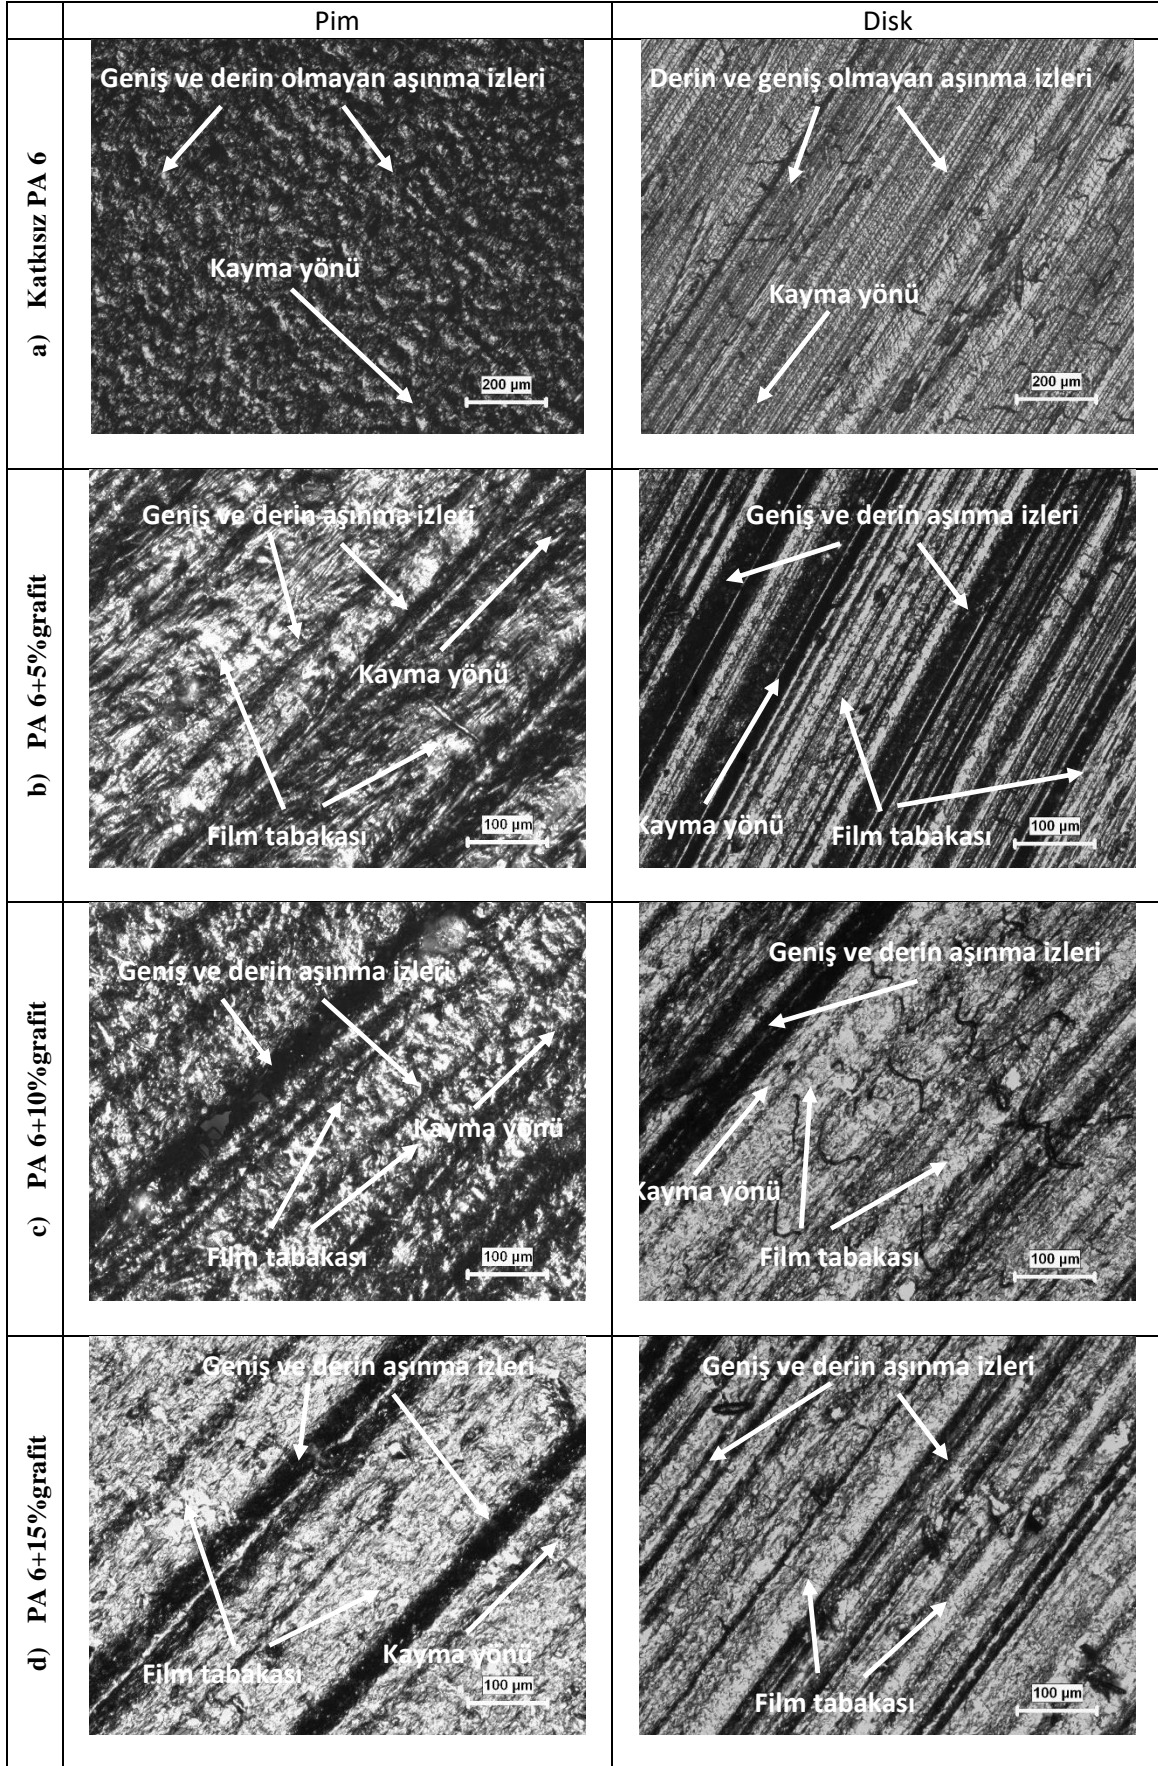 Pim
Disk
a) Katkısız PA 6
Geniş ve derin olmayan aşınma izleri
Kayma yönü
200 µm
Derin ve geniş olmayan aşınma izleri
Kayma yönü
200 µm
b) PA 6+5%grafit
Geniş ve derin aşınma izleri
Kayma yönü
Film tabakası
100 µm
Geniş ve derin aşınma izleri
Kayma yönü
Film tabakası
100 µm
c) PA 6+10%grafit
Geniş ve derin aşınma izleri
Kayma yönü
Film tabakası
100 µm
Geniş ve derin aşınma izleri
Kayma yönü
Film tabakası
100 µm
d) PA 6+15%grafit
Geniş ve derin aşınma izleri
Kayma yönü
Film tabakası
100 µm
Geniş ve derin aşınma izleri
Film tabakası
100 µm